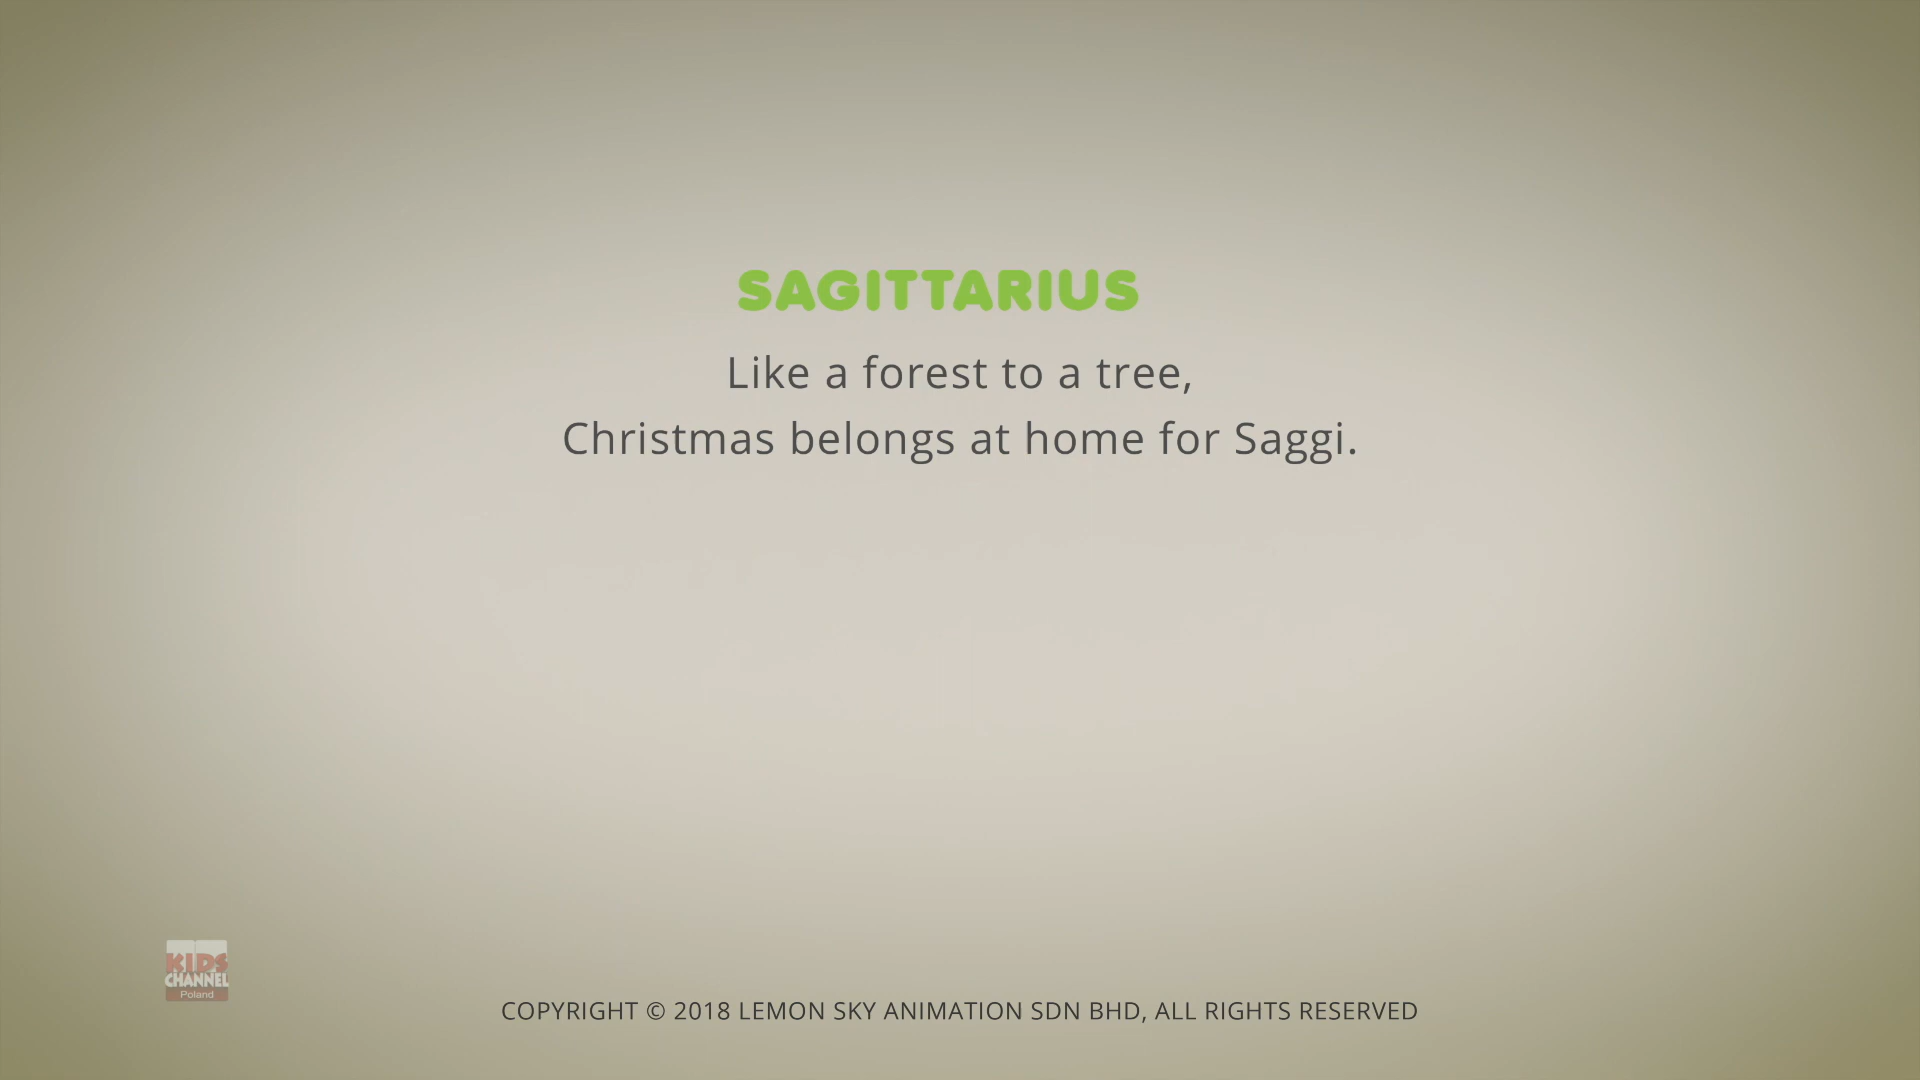 SAGITTARIUS
Like a forest to a tree,
Christmas belongs at home for Saggi.
KIDS
CHANNEL
Poland
COPYRIGHT © 2018 LEMON SKY ANIMATION SDN BHD, ALL RIGHTS RESERVED